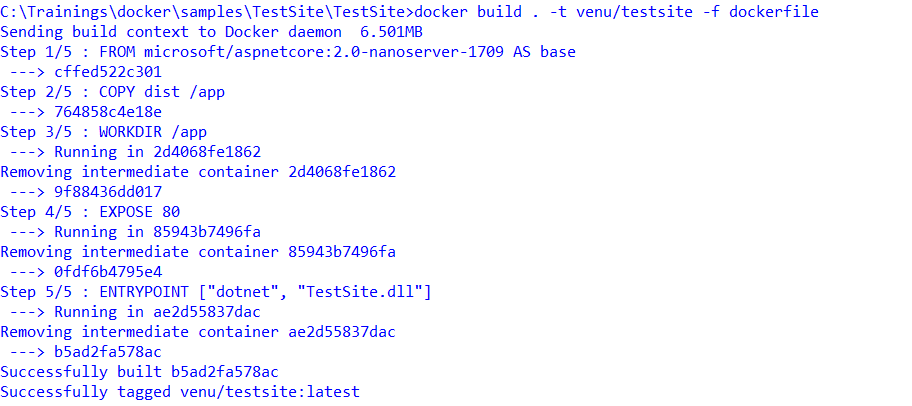 C:\Trainings\docker\samples\TestSite\TestSite>docker build . -t venu/testsite -f dockerfile
Sending build context to Docker daemon  6.501MB
Step 1/5 : FROM microsoft/aspnetcore:2.0-nanoserver-1709 AS base
 ---> cffed522c301
Step 2/5 : COPY dist /app
 ---> 764858c4e18e
Step 3/5 : WORKDIR /app
 ---> Running in 2d4068fe1862
Removing intermediate container 2d4068fe1862
 ---> 9f88436dd017
Step 4/5 : EXPOSE 80
 ---> Running in 85943b7496fa
Removing intermediate container 85943b7496fa
 ---> 0fdf6b4795e4
Step 5/5 : ENTRYPOINT ["dotnet", "TestSite.dll"]
 ---> Running in ae2d55837dac
Removing intermediate container ae2d55837dac
 ---> b5ad2fa578ac
Successfully built b5ad2fa578ac
Successfully tagged venu/testsite:latest